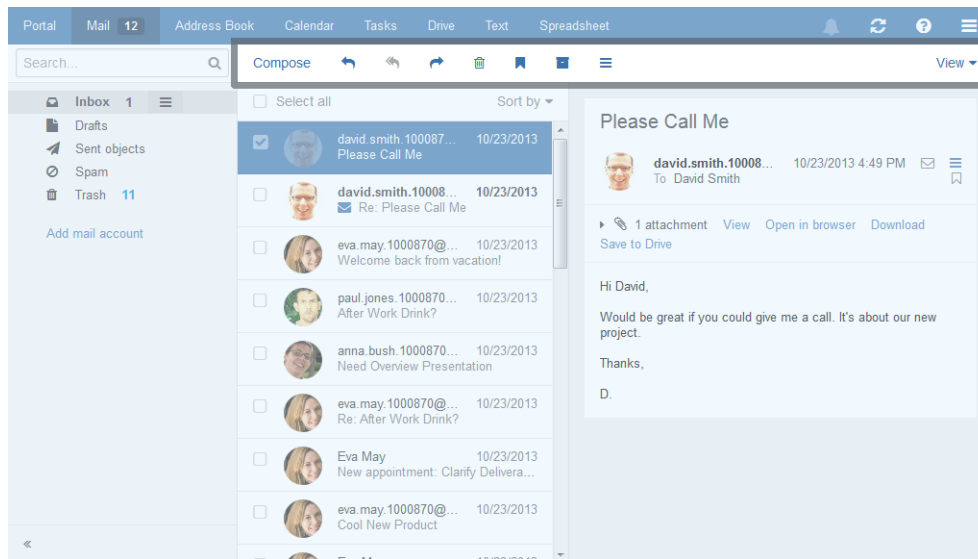 Portal Mail 12 Address Book Calendar Tasks Drive Text Spreadsheet
Search...
Compose View
Inbox 1
Drafts
Sent objects
Spam
Trash 11
Add mail account
Select all Sort by
david.smith.100087... 10/23/2013
Please Call Me
david.smith.10008... 10/23/2013
Re: Please Call Me
eva.may.1000870@... 10/23/2013
Welcome back from vacation!
paul.jones.1000870... 10/23/2013
After Work Drink?
anna.bush.1000870... 10/23/2013
Need Overview Presentation
eva.may.1000870@... 10/23/2013
Re: After Work Drink?
Eva May 10/23/2013
New appointment: Clarify Delivera...
eva.may.1000870@... 10/23/2013
Cool New Product
Please Call Me
david.smith.10008... 10/23/2013 4:49 PM
To David Smith
1 attachment View Open in browser Download
Save to Drive
Hi David,
Would be great if you could give me a call. It's about our new
project.
Thanks,
D.